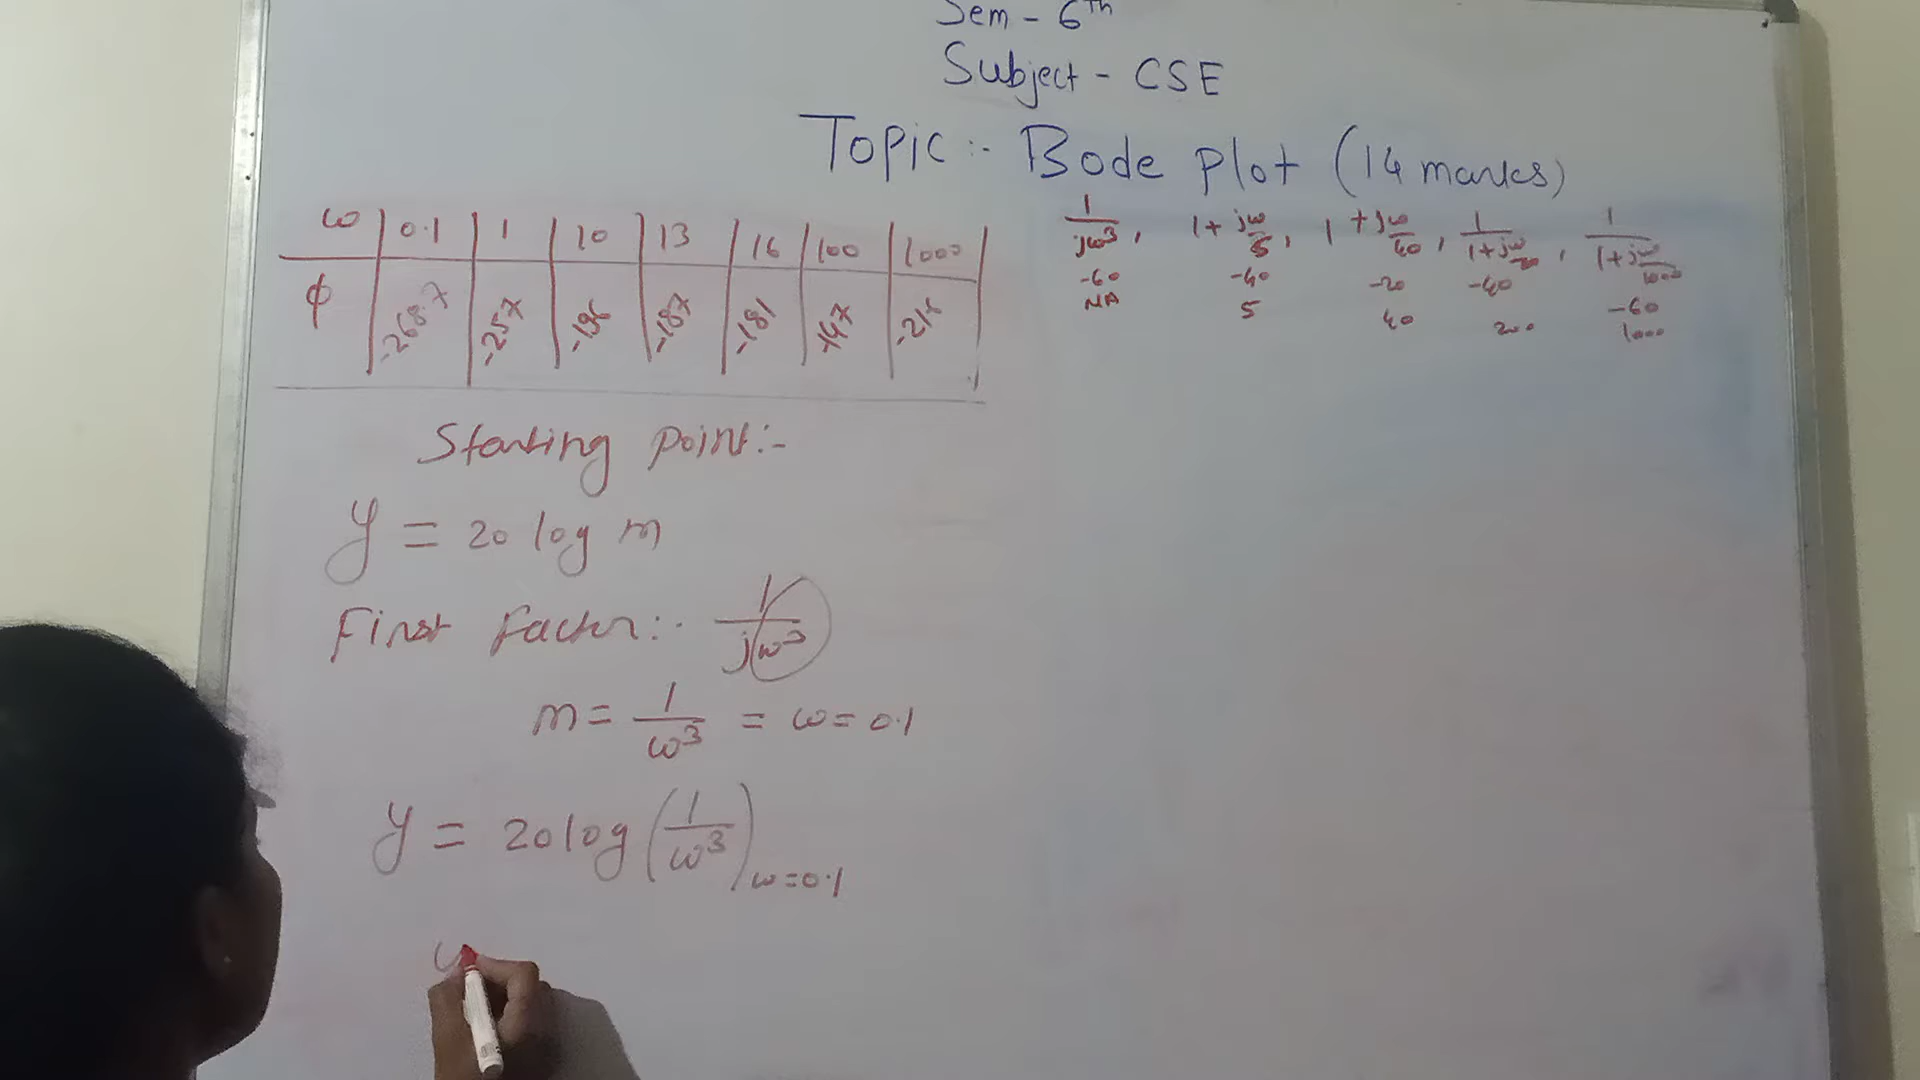 Sem - 6th
Subject - CSE
Topic :- Bode plot (14 marks)
ω 0.1 1 10 13 16 100 1000
ϕ -268.7 -257 -196 -187 -181 -147 -216
1/jω³, 1+jω/5, 1+jω/40, 1/1+jω/200, 1/1+jω/1000
-60 -40 -20 -40 -60
NA 5 40 200 1000
Starting point:-
y = 20 log m
First factor:- 1/jω³
m = 1/ω³ = ω = 0.1
y = 20 log (1/ω³) ω=0.1